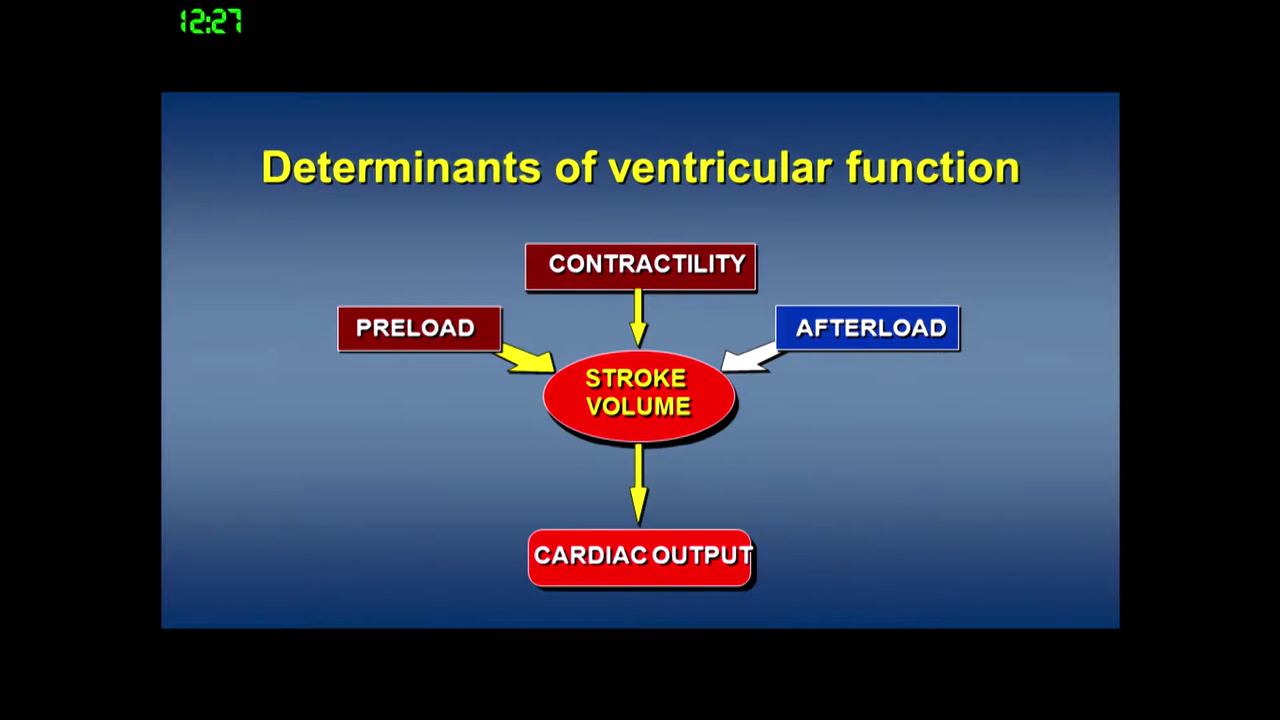 12:27
Determinants of ventricular function
CONTRACTILITY
PRELOAD
AFTERLOAD
STROKE
VOLUME
CARDIAC OUTPUT